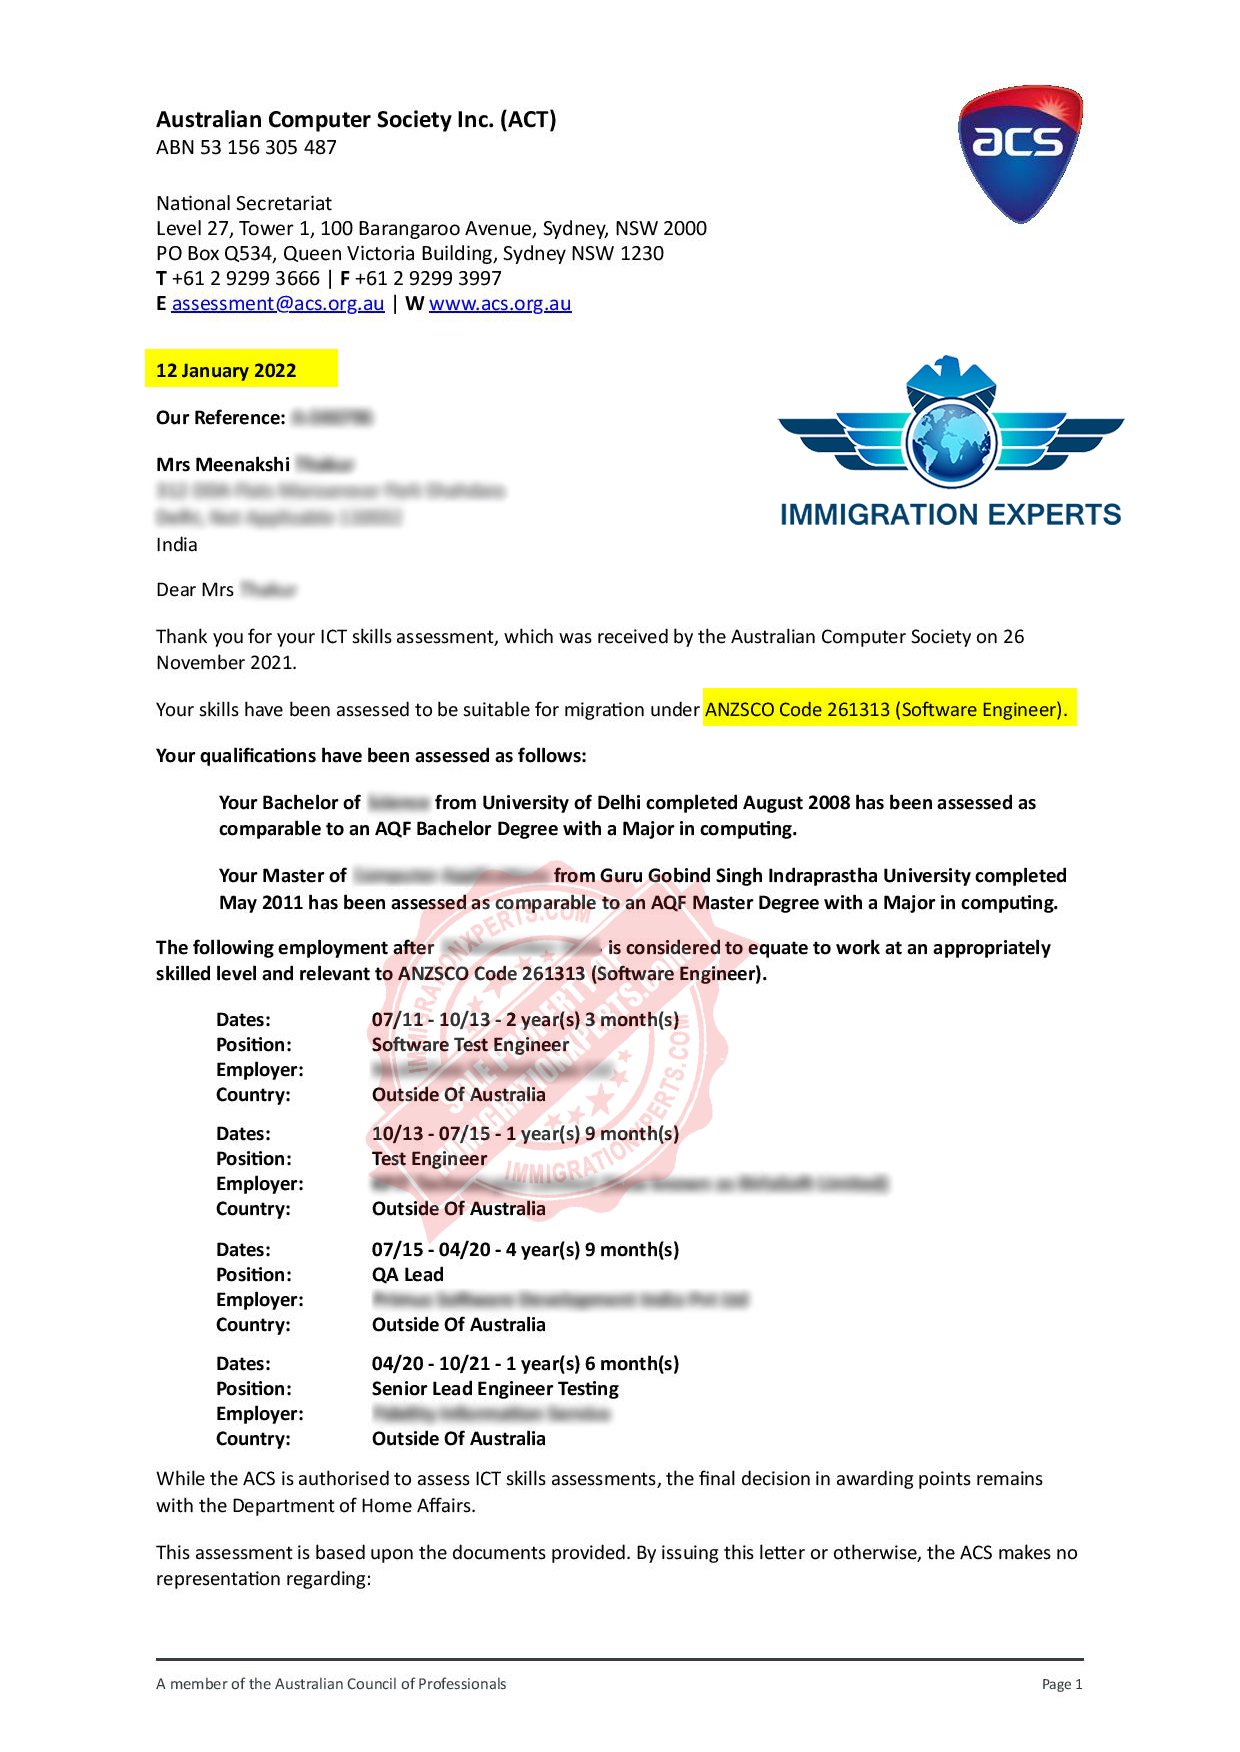 Australian Computer Society Inc. (ACT)
ABN 53 156 305 487
acs
National Secretariat
Level 27, Tower 1, 100 Barangaroo Avenue, Sydney, NSW 2000
PO Box Q534, Queen Victoria Building, Sydney NSW 1230
T +61 2 9299 3666 | F +61 2 9299 3997
E assessment@acs.org.au | W www.acs.org.au
12 January 2022
Our Reference:
Mrs Meenakshi
India
IMMIGRATION EXPERTS
Dear Mrs
Thank you for your ICT skills assessment, which was received by the Australian Computer Society on 26
November 2021.
Your skills have been assessed to be suitable for migration under ANZSCO Code 261313 (Software Engineer).
Your qualifications have been assessed as follows:
Your Bachelor of from University of Delhi completed August 2008 has been assessed as
comparable to an AQF Bachelor Degree with a Major in computing.
Your Master of from Guru Gobind Singh Indraprastha University completed
May 2011 has been assessed as comparable to an AQF Master Degree with a Major in computing.
The following employment after is considered to equate to work at an appropriately
skilled level and relevant to ANZSCO Code 261313 (Software Engineer).
Dates: 07/11 - 10/13 - 2 year(s) 3 month(s)
Position: Software Test Engineer
Employer:
Country: Outside Of Australia
Dates: 10/13 - 07/15 - 1 year(s) 9 month(s)
Position: Test Engineer
Employer:
Country: Outside Of Australia
Dates: 07/15 - 04/20 - 4 year(s) 9 month(s)
Position: QA Lead
Employer:
Country: Outside Of Australia
Dates: 04/20 - 10/21 - 1 year(s) 6 month(s)
Position: Senior Lead Engineer Testing
Employer:
Country: Outside Of Australia
IMMIGRATIONXPERTS.COM
SOLE PROPERTY OF
IMMIGRATIONXPERTS.COM
IMMIGRATIONXPERTS.COM
While the ACS is authorised to assess ICT skills assessments, the final decision in awarding points remains
with the Department of Home Affairs.
This assessment is based upon the documents provided. By issuing this letter or otherwise, the ACS makes no
representation regarding:
A member of the Australian Council of Professionals
Page 1